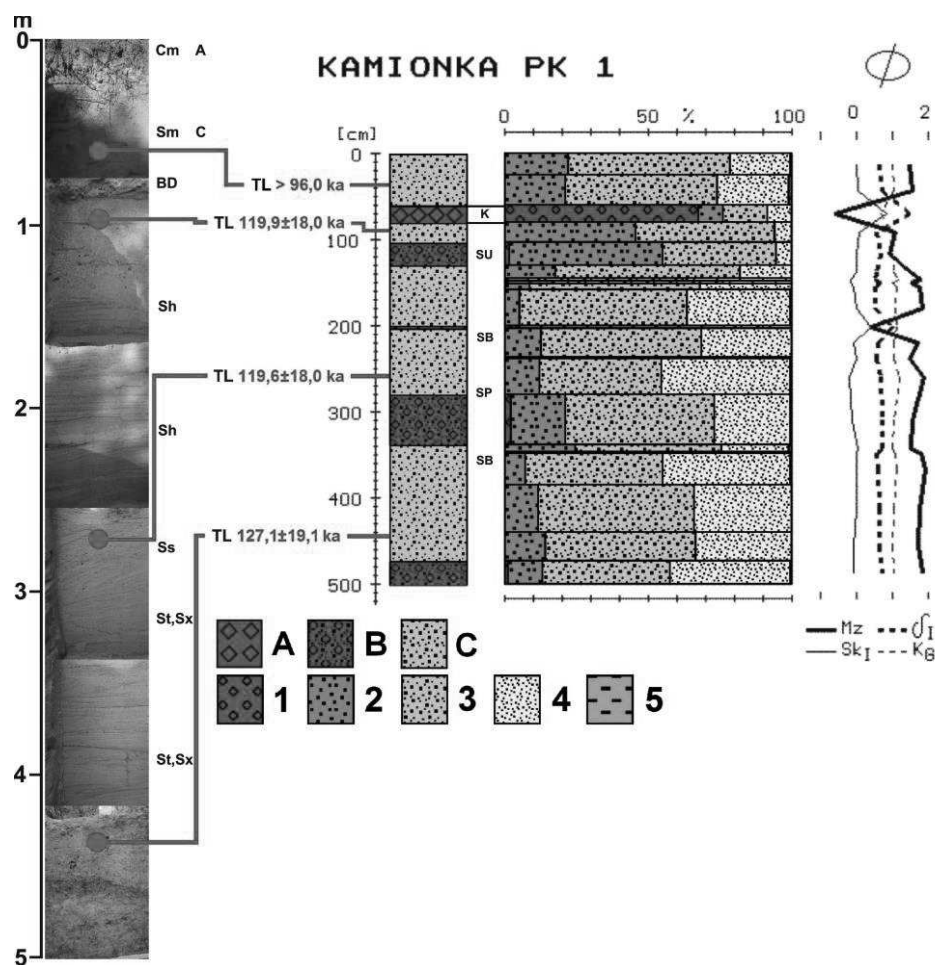 m
0
1
2
3
4
5
Cm A
Sm C
BD
Sh
Sh
Ss
St,Sx
St,Sx
KAMIONKA PK 1
TL > 96,0 ka
TL 119,9±18,0 ka
TL 119,6±18,0 ka
TL 127,1±19,1 ka
[cm]
0
100
200
300
400
500
K
SU
SB
SP
SB
0 50 % 100
0 2
A B C
1 2 3 4 5
Mz
SkI
KG